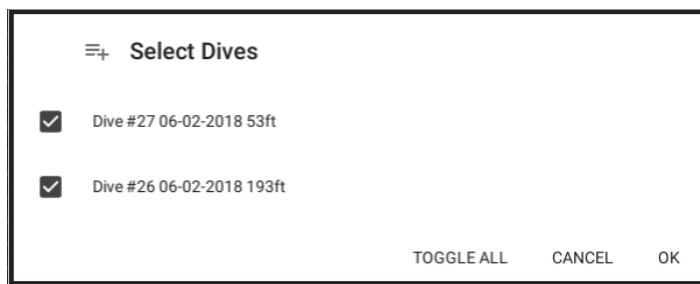 Select Dives
Dive #27 06-02-2018 53ft
Dive #26 06-02-2018 193ft
TOGGLE ALL CANCEL OK